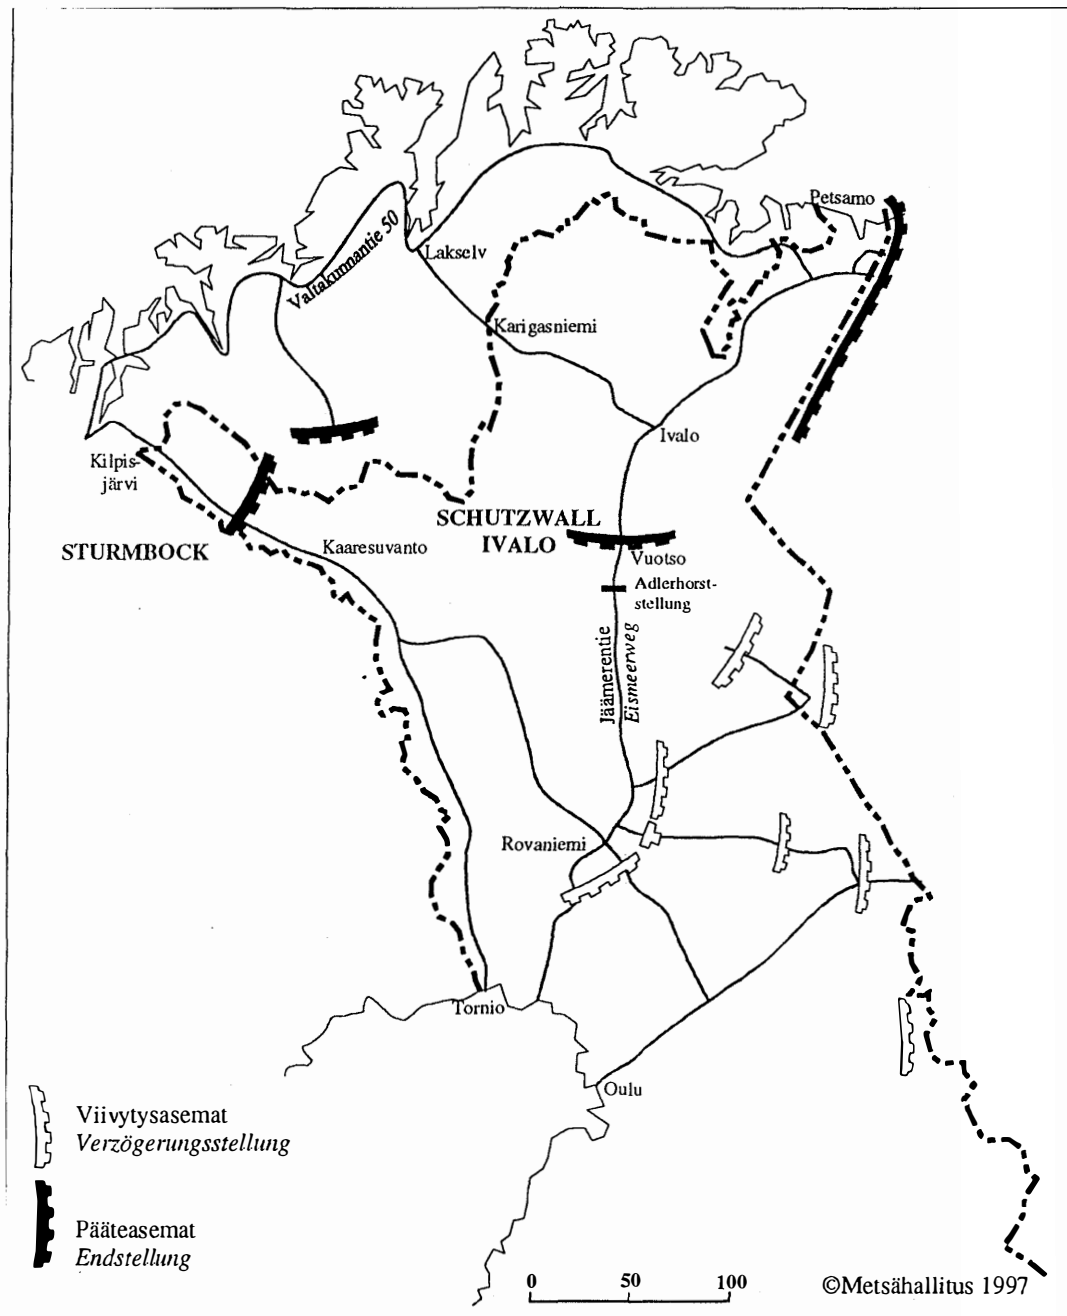 Petsamo
Valtakunnantie 50
Lakselv
Karigasniemi
Ivalo
Kilpis-
järvi
SCHUTZWALL
IVALO
STURMBOCK
Kaaresuvanto
Vuotso
Adlerhorst-
stellung
Jäämerentie
Eismeerweg
Rovaniemi
Tornio
Oulu
Viivytysasemat
Verzögerungsstellung
Pääteasemat
Endstellung
0 50 100
©Metsähallitus 1997